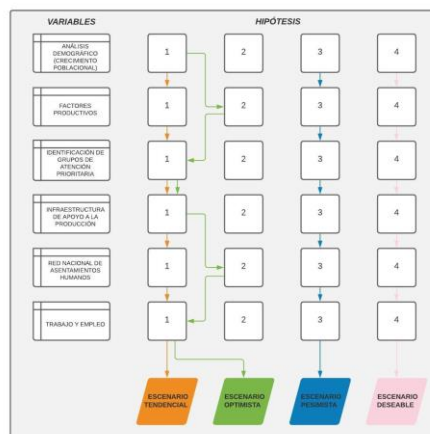 VARIABLES HIPÓTESIS
ANÁLISIS
DEMOGRÁFICO
(CRECIMIENTO
POBLACIONAL)
1 2 3 4
FACTORES
PRODUCTIVOS
1 2 3 4
IDENTIFICACIÓN DE
GRUPOS DE
ATENCIÓN
PRIORITARIA
1 2 3 4
INFRAESTRUCTURA
DE APOYO A LA
PRODUCCIÓN
1 2 3 4
RED NACIONAL DE
ASENTAMIENTOS
HUMANOS
1 2 3 4
TRABAJO Y EMPLEO
1 2 3 4
ESCENARIO
TENDENCIAL
ESCENARIO
OPTIMISTA
ESCENARIO
PESIMISTA
ESCENARIO
DESEABLE